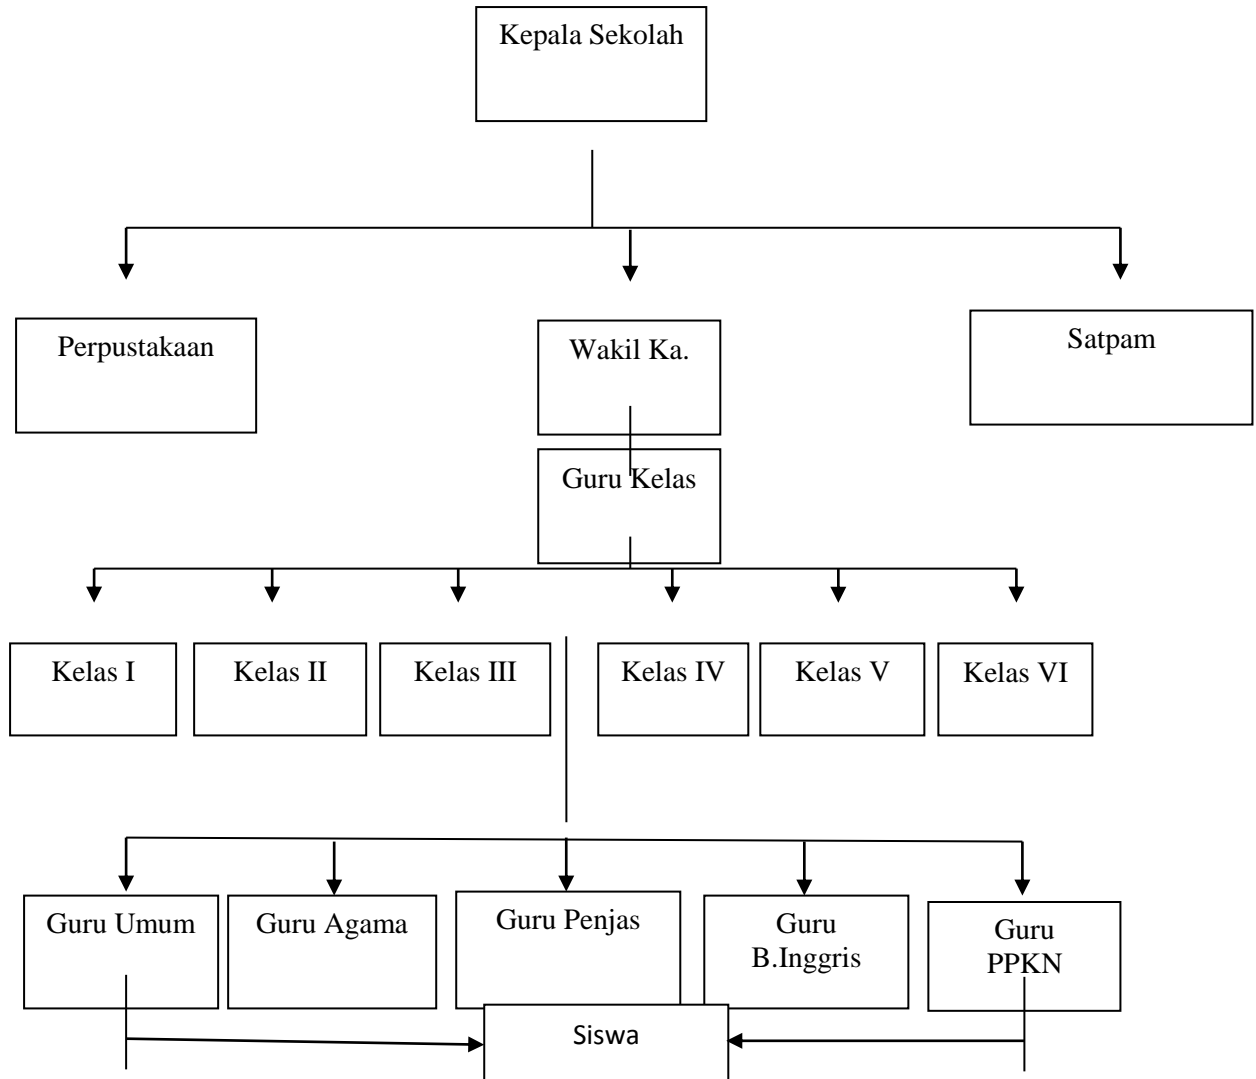 Kepala Sekolah
Perpustakaan
Wakil Ka.
Satpam
Guru Kelas
Kelas I
Kelas II
Kelas III
Kelas IV
Kelas V
Kelas VI
Guru Umum
Guru Agama
Guru Penjas
Guru
B.Inggris
Guru
PPKN
Siswa